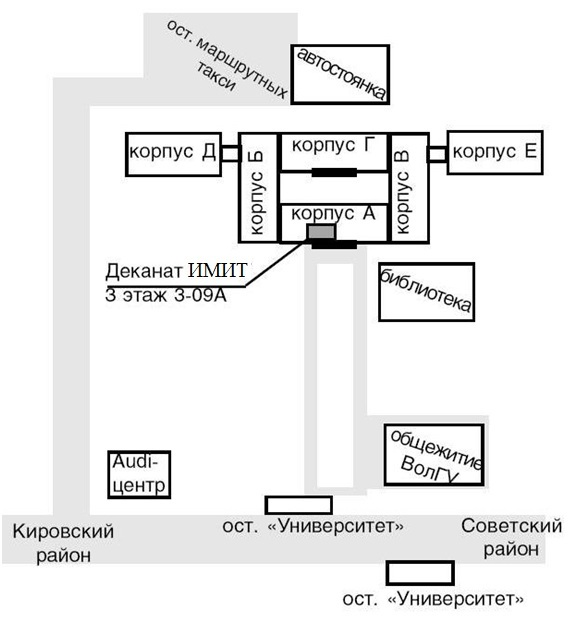 ост. маршрутных
такси
автостоянка
корпус Д
корпус Б
корпус Г
корпус В
корпус Е
корпус А
Деканат ИМИТ
3 этаж 3-09А
библиотека
общежитие
ВолГУ
Audi-
центр
ост. «Университет»
Кировский
район
Советский
район
ост. «Университет»